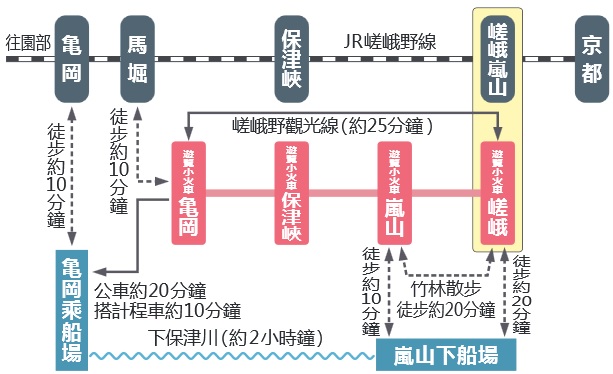 往園部
亀岡
馬堀
保津峽
JR嵯峨野線
嵯峨嵐山
京都
嵯峨野觀光線(約25分鐘)
徒步約10分鐘
徒步約10分鐘
遊覽小火車 亀岡
遊覽小火車 保津峽
遊覽小火車 嵐山
遊覽小火車 嵯峨
公車約20分鐘
搭計程車約10分鐘
徒步約10分鐘
竹林散步
徒步約20分鐘
徒步約20分鐘
亀岡乘船場
下保津川(約2小時鐘)
嵐山下船場